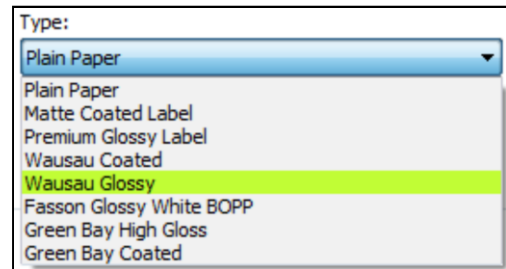 Type:
Plain Paper
Plain Paper
Matte Coated Label
Premium Glossy Label
Wausau Coated
Wausau Glossy
Fasson Glossy White BOPP
Green Bay High Gloss
Green Bay Coated